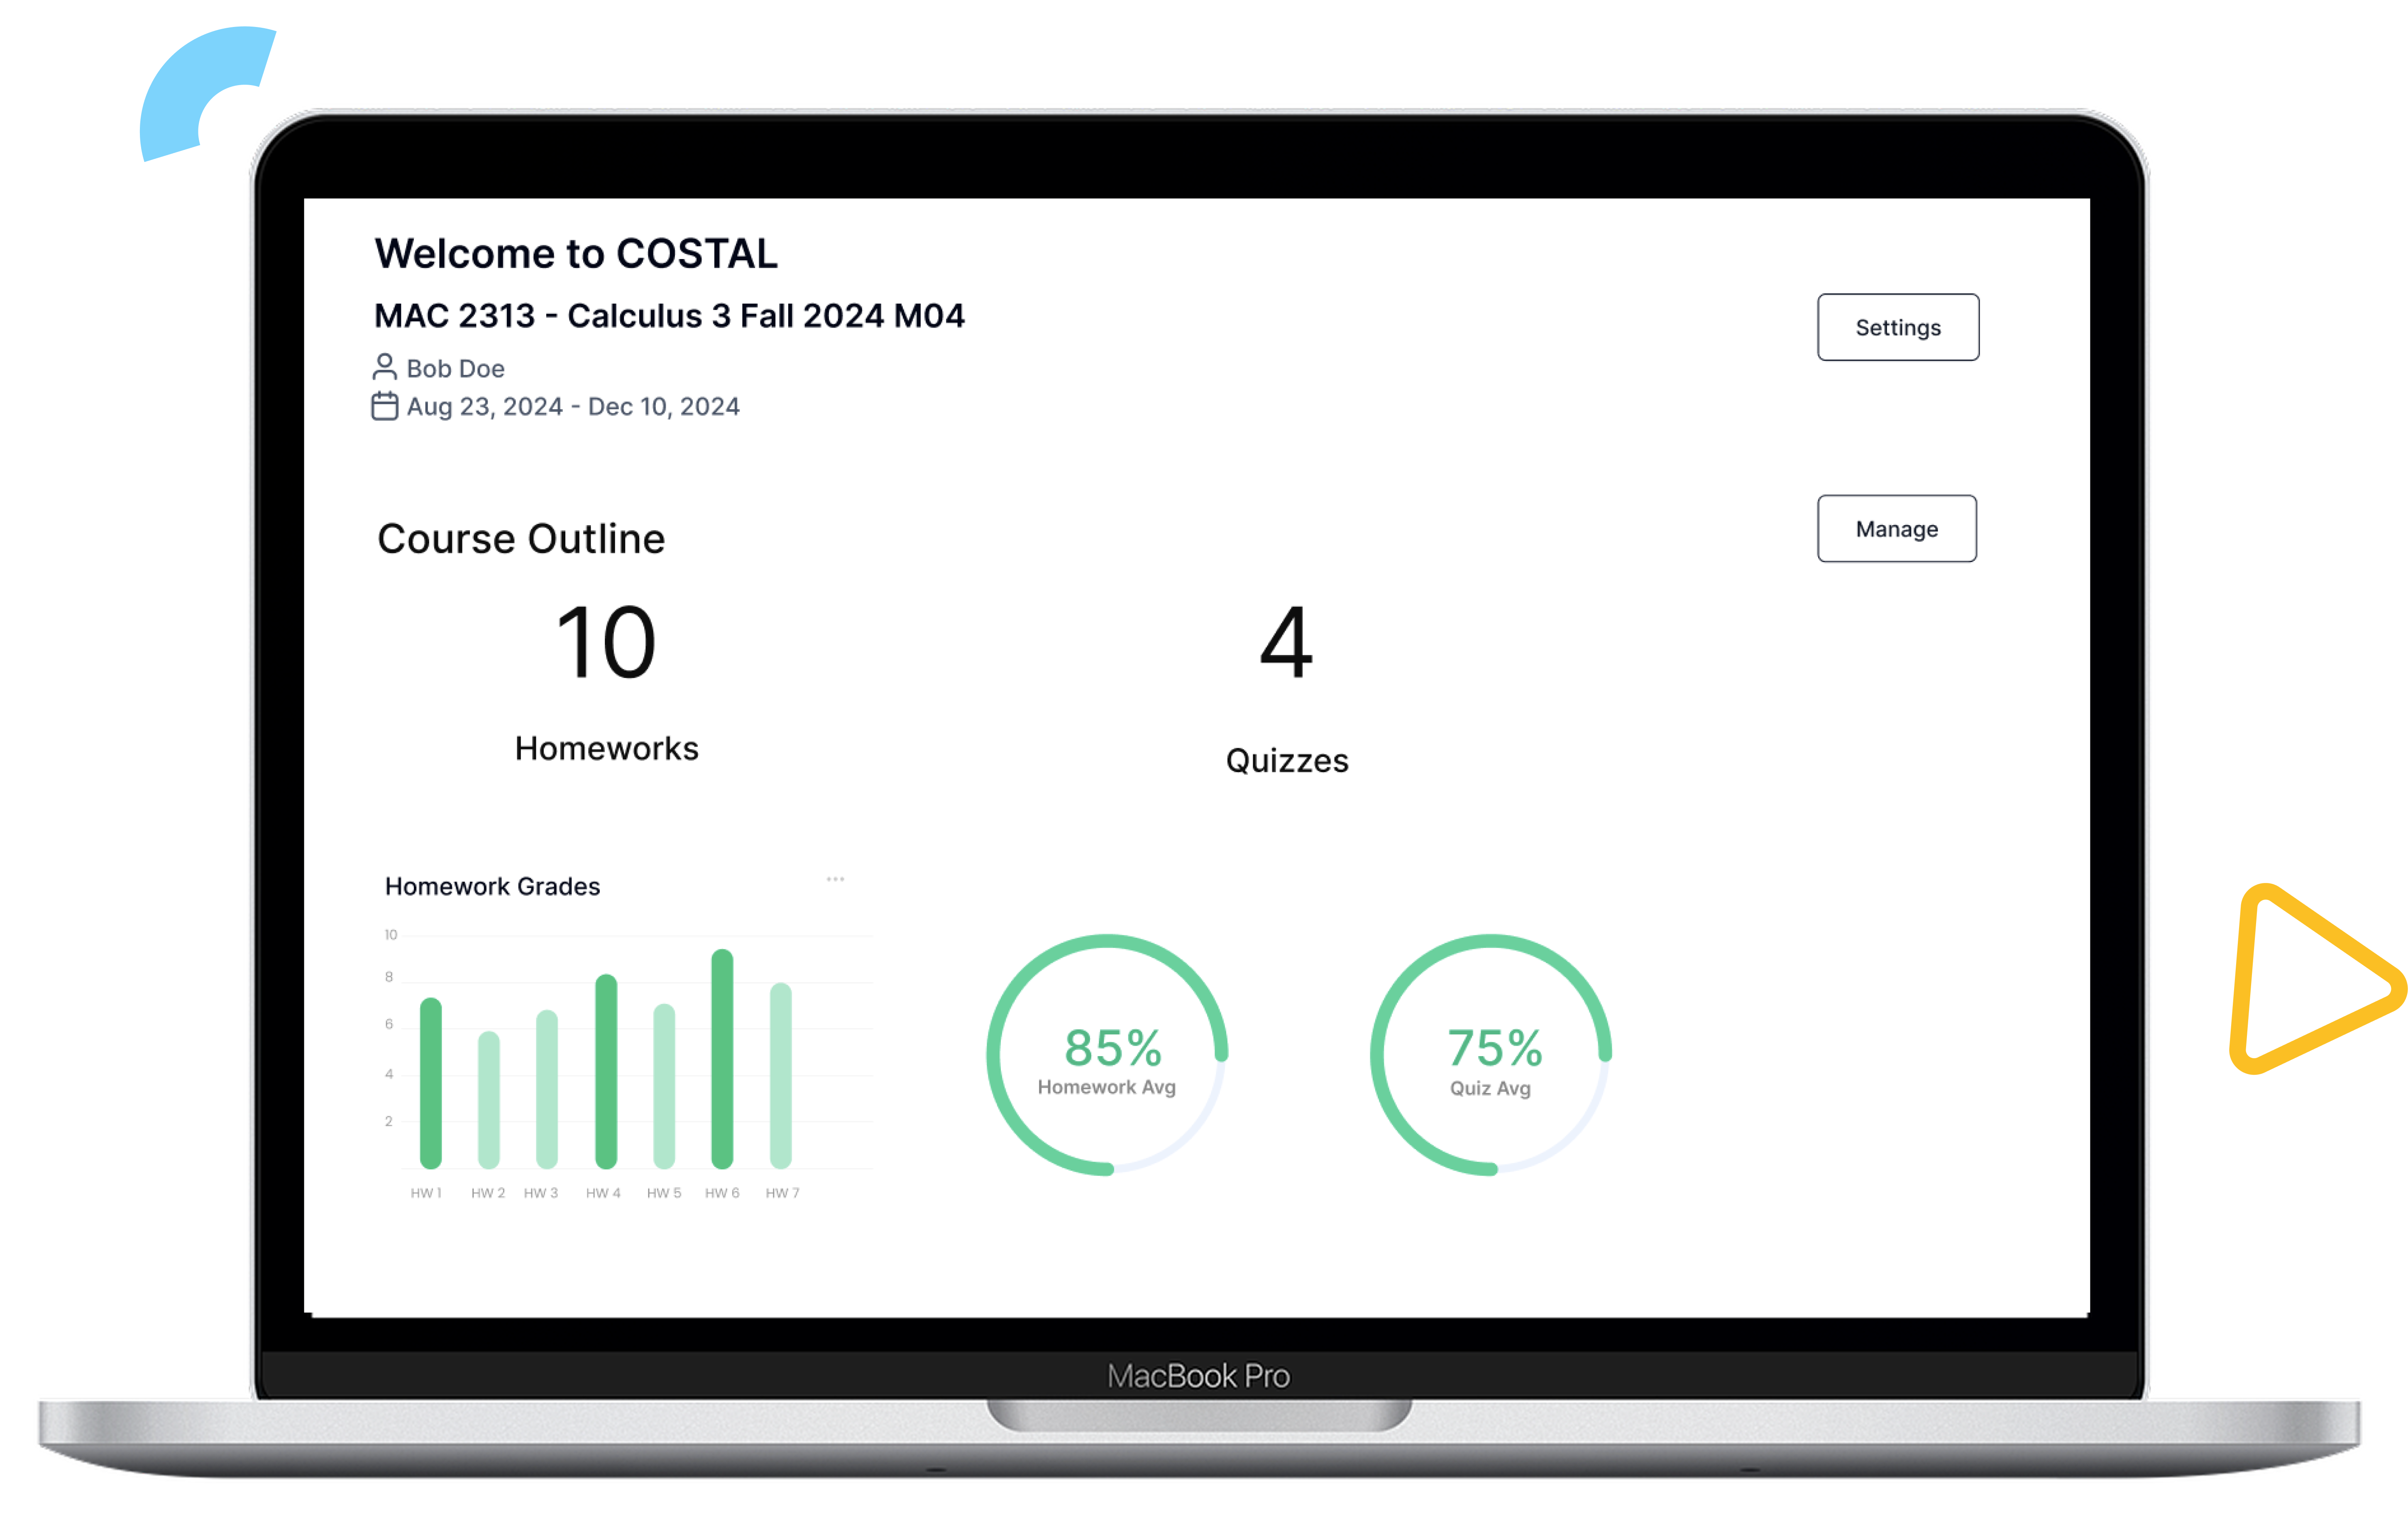 Welcome to COSTAL
MAC 2313 - Calculus 3 Fall 2024 M04
Settings
Bob Doe
Aug 23, 2024 - Dec 10, 2024
Course Outline
Manage
10
4
Homeworks
Quizzes
Homework Grades
10
8
6
4
2
HW 1 HW 2 HW 3 HW 4 HW 5 HW 6 HW 7
85%
Homework Avg
75%
Quiz Avg
MacBook Pro